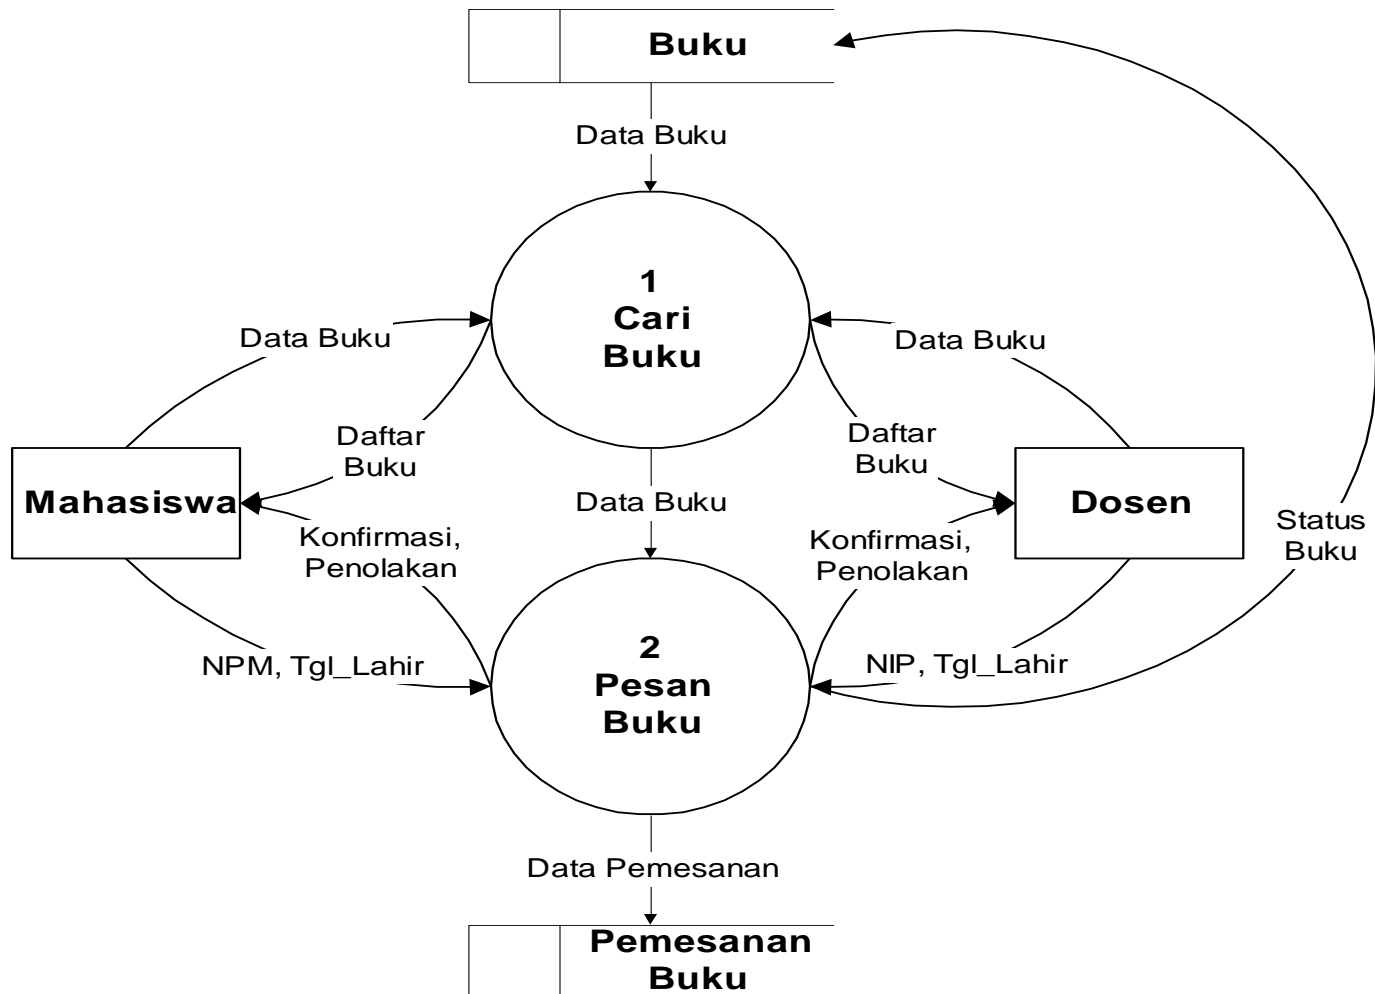 Buku
Data Buku
1
Cari
Buku
Data Buku
Data Buku
Daftar
Buku
Daftar
Buku
Mahasiswa
Data Buku
Dosen
Status
Buku
Konfirmasi,
Penolakan
Konfirmasi,
Penolakan
2
Pesan
Buku
NPM, Tgl_Lahir
NIP, Tgl_Lahir
Data Pemesanan
Pemesanan
Buku